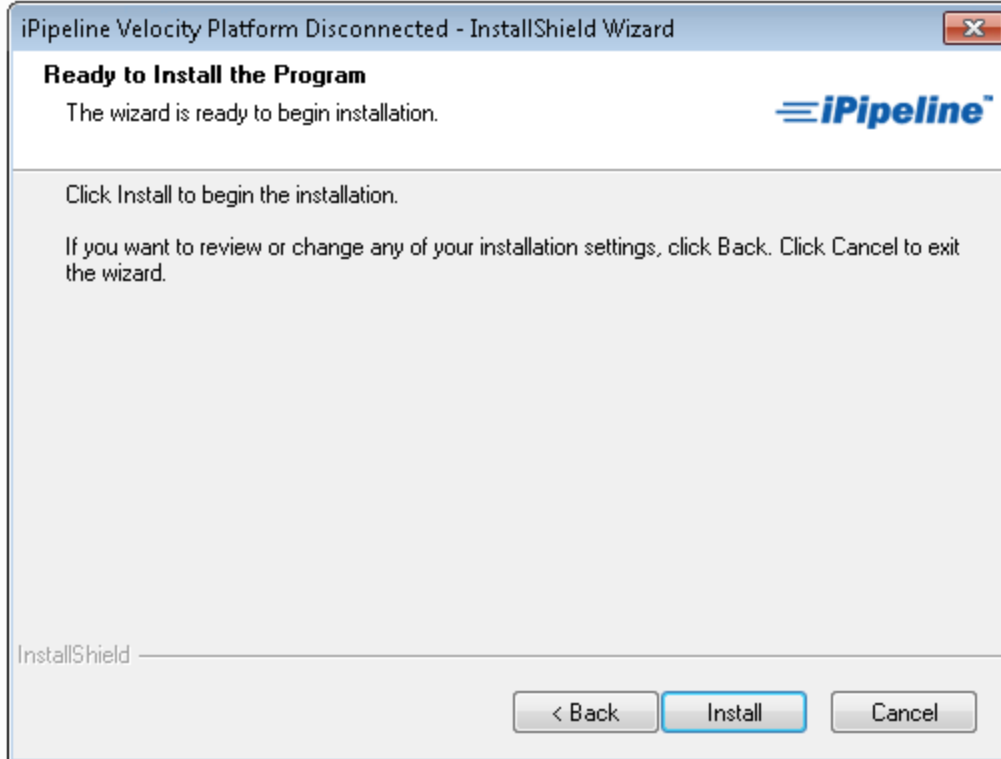 iPipeline Velocity Platform Disconnected - InstallShield Wizard
Ready to Install the Program
The wizard is ready to begin installation.
iPipeline™
Click Install to begin the installation.
If you want to review or change any of your installation settings, click Back. Click Cancel to exit
the wizard.
InstallShield
< Back
Install
Cancel